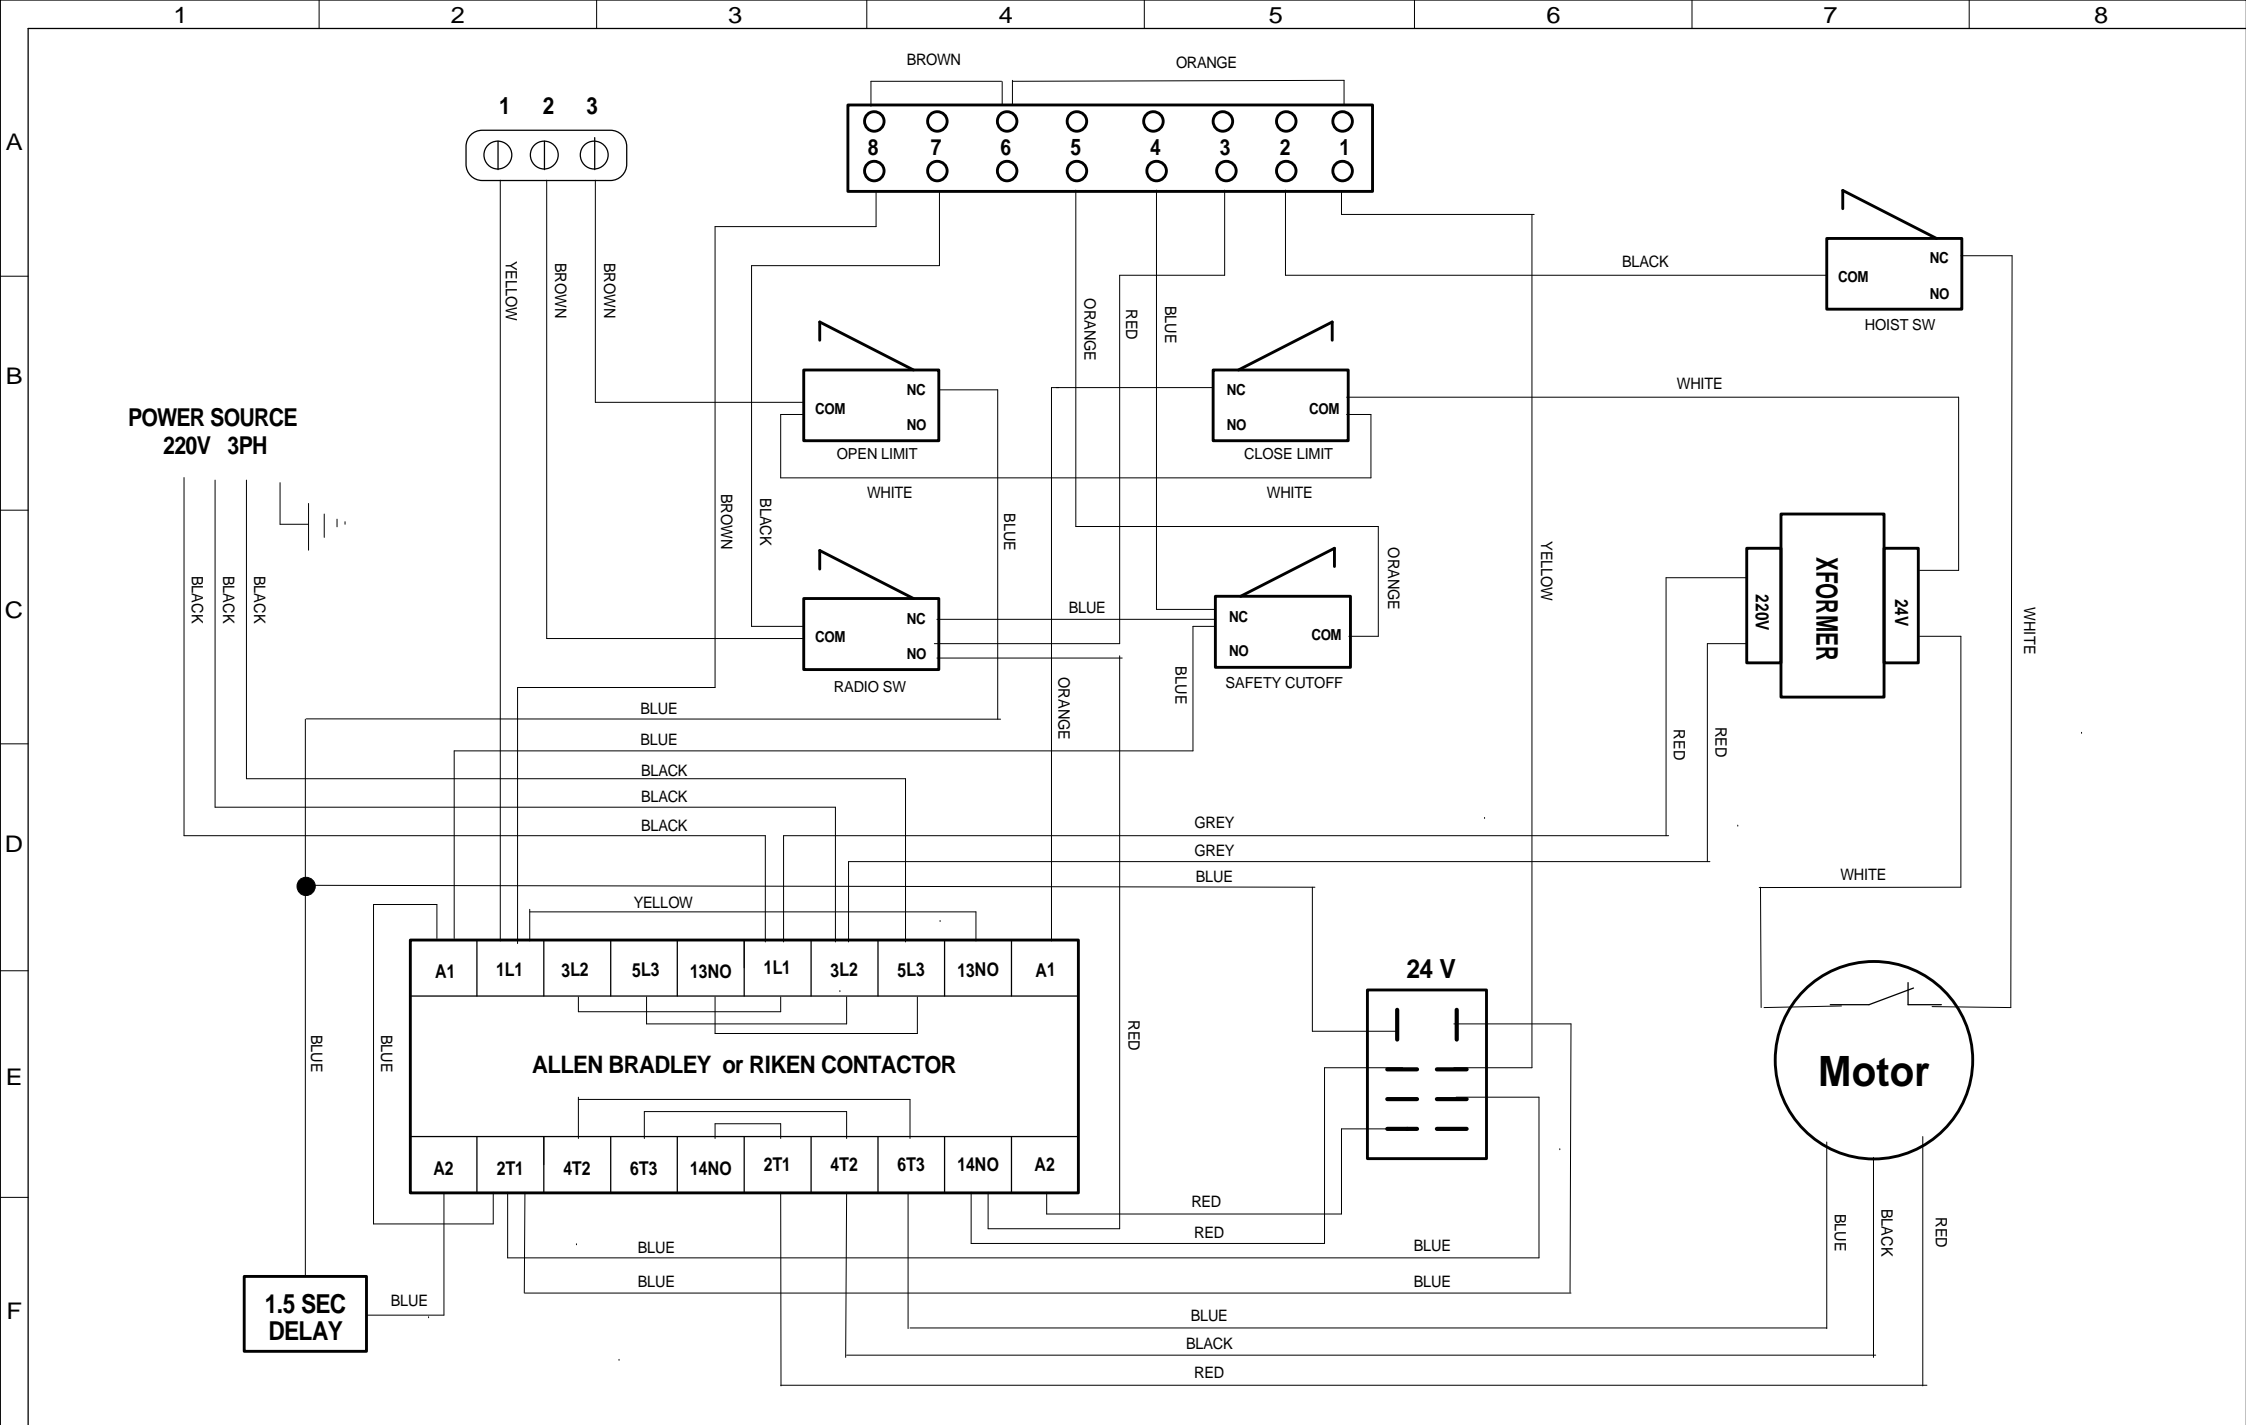 1 2 3 4 5 6 7 8
BROWN
ORANGE
1 2 3
A
8 7 6 5 4 3 2 1
BLACK
COM NC NO
HOIST SW
YELLOW
BROWN
BROWN
ORANGE
RED
BLUE
B
COM NC NO
OPEN LIMIT
NC NO COM
CLOSE LIMIT
WHITE
POWER SOURCE
220V 3PH
WHITE
WHITE
BROWN
BLACK
BLUE
ORANGE
YELLOW
C
BLACK
BLACK
BLACK
COM NC NO
RADIO SW
BLUE
NC NO COM
SAFETY CUTOFF
220V
XFORMER
24V
WHITE
BLUE
ORANGE
BLUE
BLUE
RED
RED
BLACK
BLACK
BLACK
D
GREY
GREY
BLUE
WHITE
YELLOW
A1 1L1 3L2 5L3 13NO 1L1 3L2 5L3 13NO A1
24 V
E
BLUE
BLUE
ALLEN BRADLEY or RIKEN CONTACTOR
RED
Motor
A2 2T1 4T2 6T3 14NO 2T1 4T2 6T3 14NO A2
RED
RED
BLUE
BLUE
BLUE
BLACK
RED
BLUE
BLUE
F
1.5 SEC
DELAY
BLUE
BLUE
BLACK
RED